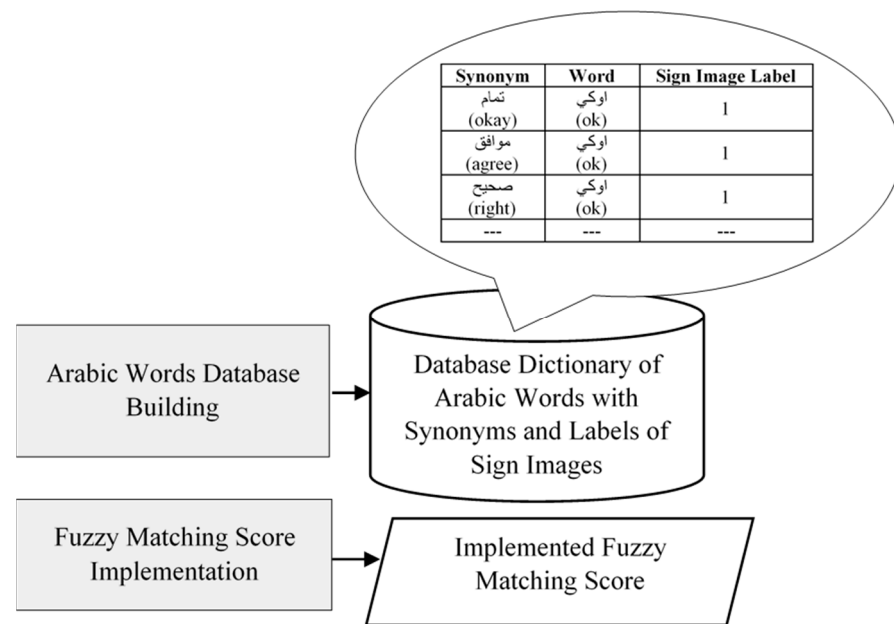 Synonym Word Sign Image Label
تمام اوكي 1
(okay) (ok)
موافق اوكي 1
(agree) (ok)
صحيح اوكي 1
(right) (ok)
--- --- ---
Arabic Words Database
Building
Database Dictionary of
Arabic Words with
Synonyms and Labels of
Sign Images
Fuzzy Matching Score
Implementation
Implemented Fuzzy
Matching Score